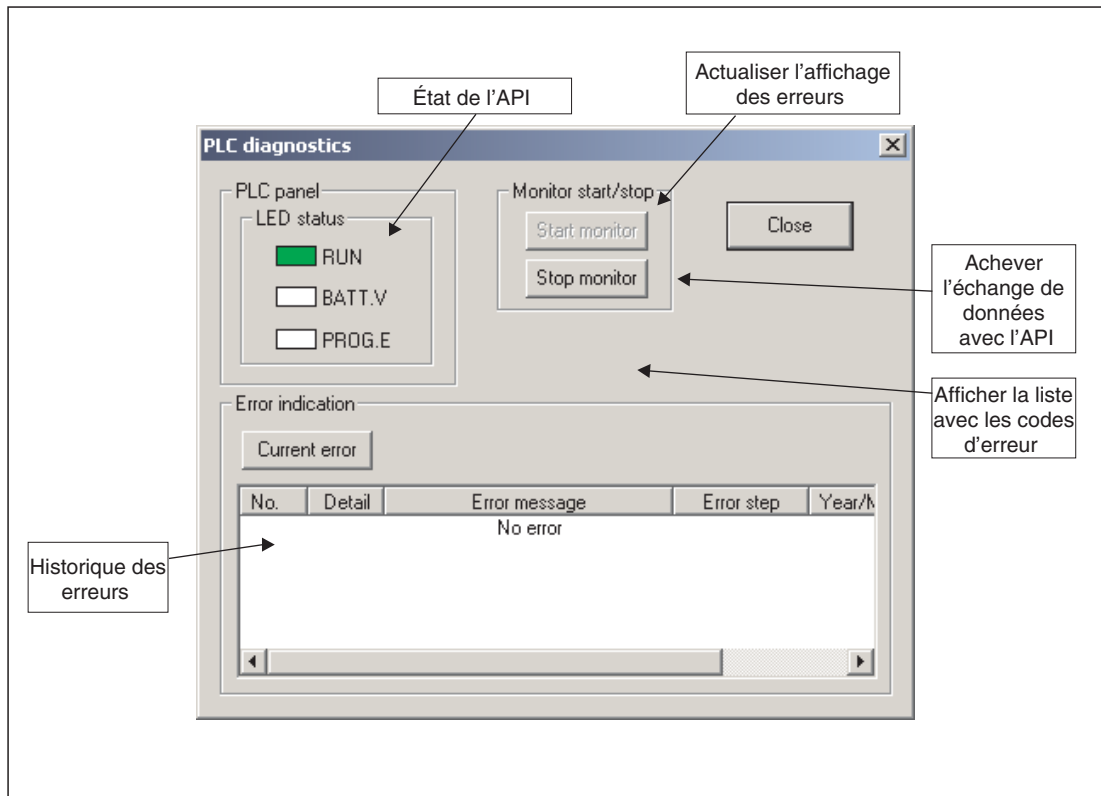 État de l'API
Actualiser l'affichage
des erreurs
PLC diagnostics
PLC panel
LED status
RUN
BATT.V
PROG.E
Monitor start/stop
Start monitor
Stop monitor
Close
Achever
l'échange de
données
avec l'API
Afficher la liste
avec les codes
d'erreur
Error indication
Current error
No. Detail Error message Error step Year/M
No error
Historique des
erreurs